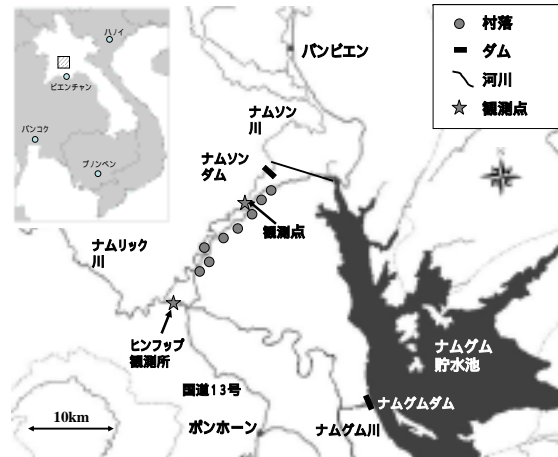 ハノイ
ビエンチャン
バンコク
プノンペン
村落
ダム
河川
観測点
N
バンビエン
ナムソン
川
ナムソン
ダム
観測点
ナムリック
川
ヒンフップ
観測所
国道13号
10km
ポンホーン
ナムグム
貯水池
ナムグムダム
ナムグム川